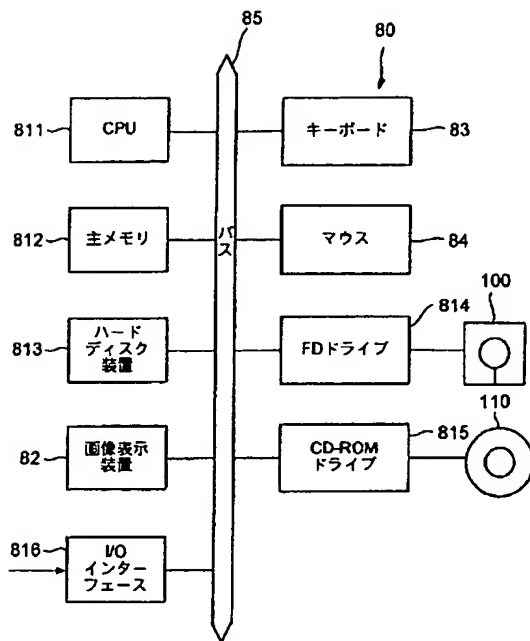 85
80
811
CPU
キーボード
83
812
主メモリ
バス
マウス
84
813
ハード
ディスク
装置
814
FDドライブ
100
82
画像表示
装置
815
CD-ROM
ドライブ
110
816
I/O
インター
フェース